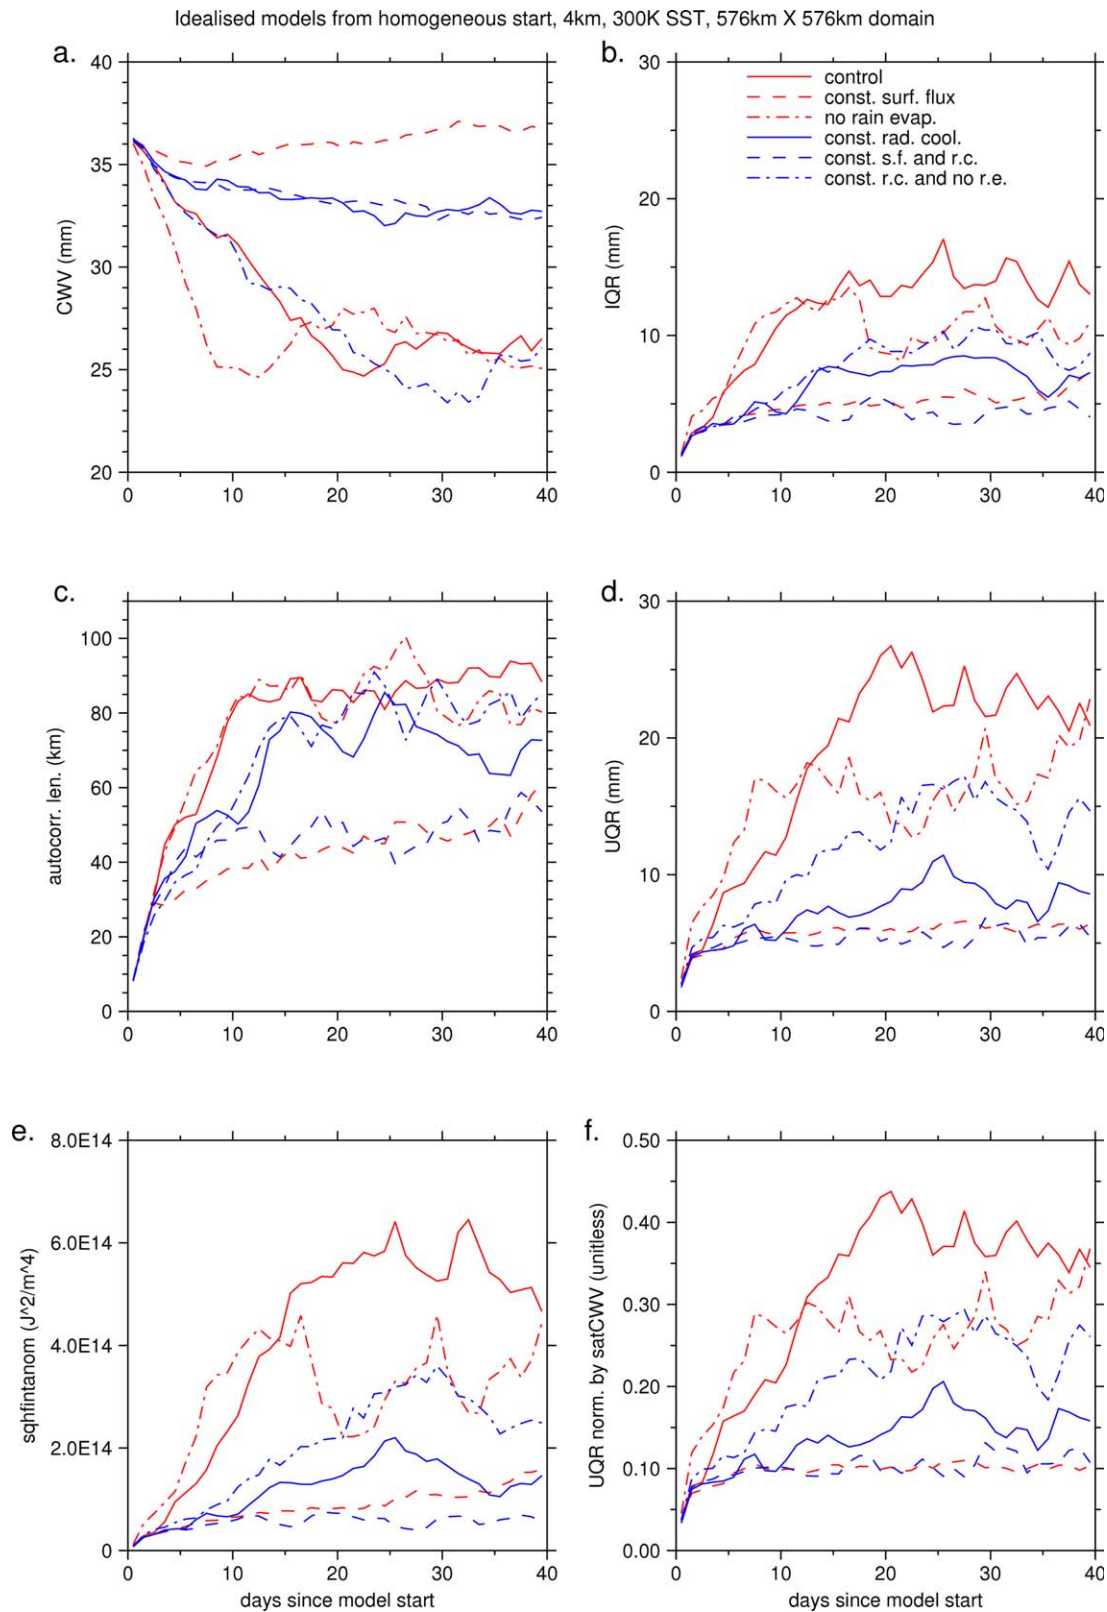 Idealised models from homogeneous start, 4km, 300K SST, 576km X 576km domain
a.
40
35
30
25
20
CWV (mm)
0 10 20 30 40
b.
30
20
10
0
IQR (mm)
control
const. surf. flux
no rain evap.
const. rad. cool.
const. s.f. and r.c.
const. r.c. and no r.e.
0 10 20 30 40
c.
100
80
60
40
20
0
autocorr. len. (km)
0 10 20 30 40
d.
30
20
10
0
UQR (mm)
0 10 20 30 40
e.
8.0E14
6.0E14
4.0E14
2.0E14
0
sqhfintanom (J^2/m^4)
0 10 20 30 40
days since model start
f.
0.50
0.40
0.30
0.20
0.10
0.00
UQR norm. by satCWV (unitless)
0 10 20 30 40
days since model start